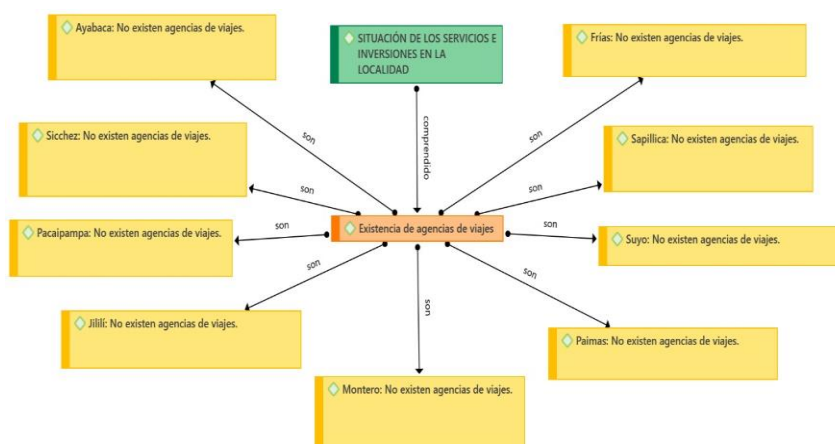 Ayabaca: No existen agencias de viajes.
SITUACIÓN DE LOS SERVICIOS E
INVERSIONES EN LA
LOCALIDAD
Frías: No existen agencias de viajes.
son
comprendido
son
Sicchez: No existen agencias de viajes.
Sapillica: No existen agencias de viajes.
son
son
Pacaipampa: No existen agencias de viajes.
son
Existencia de agencias de viajes
son
Suyo: No existen agencias de viajes.
son
son
son
Jililí: No existen agencias de viajes.
Paimas: No existen agencias de viajes.
Montero: No existen agencias de viajes.